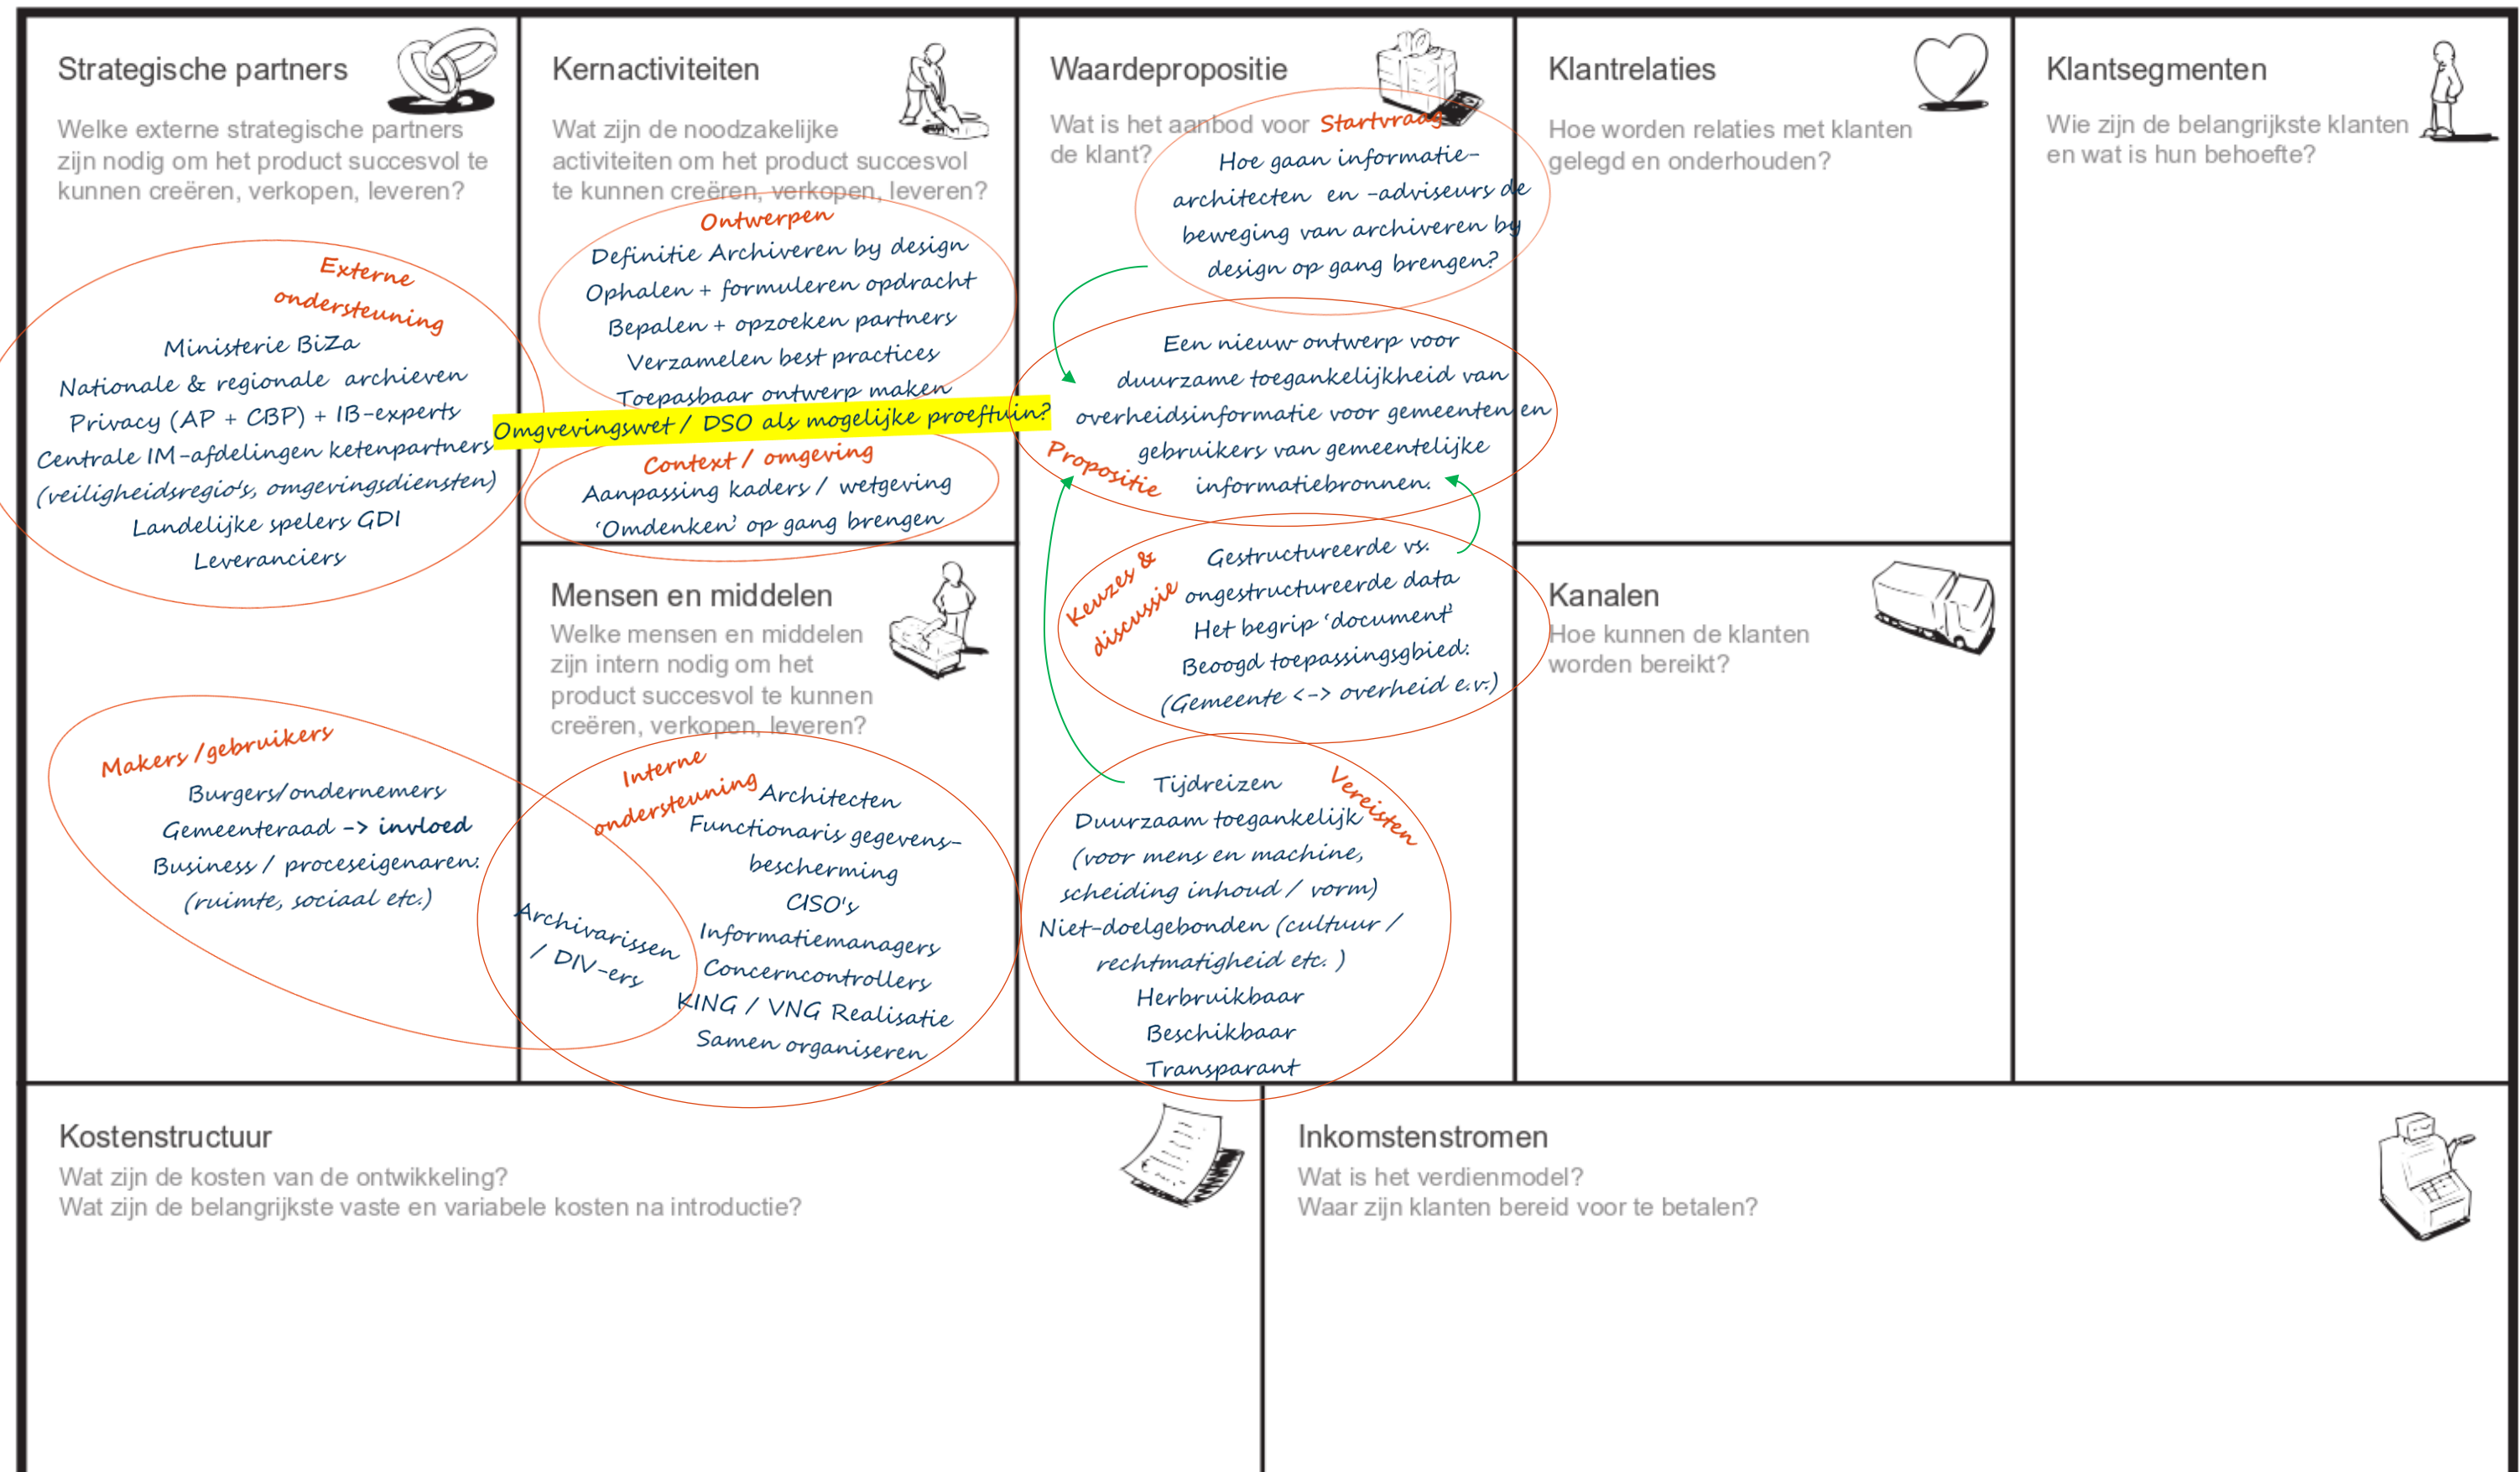 Strategische partners
Welke externe strategische partners
zijn nodig om het product succesvol te
kunnen creëren, verkopen, leveren?
Externe
ondersteuning
Ministerie BiZa
Nationale & regionale archieven
Privacy (AP + CBP) + IB-experts
Centrale IM-afdelingen ketenpartners
(veiligheidsregio's, omgevingsdiensten)
Landelijke spelers GDI
Leveranciers
Makers /gebruikers
Burgers/ondernemers
Gemeenteraad -> invloed
Business / proceseigenaren:
(ruimte, sociaal etc.)
Archivarissen
/ DIV-ers
Kernactiviteiten
Wat zijn de noodzakelijke
activiteiten om het product succesvol
te kunnen creëren, verkopen, leveren?
Ontwerpen
Definitie Archiveren by design
Ophalen + formuleren opdracht
Bepalen + opzoeken partners
Verzamelen best practices
Toepasbaar ontwerp maken
Omgvevingswet / DSO als mogelijke proeftuin?
Context / omgeving
Aanpassing kaders / wetgeving
'Omdenken' op gang brengen
Mensen en middelen
Welke mensen en middelen
zijn intern nodig om het
product succesvol te kunnen
creëren, verkopen, leveren?
Interne
ondersteuning
Architecten
Functionaris gegevens-
bescherming
CISO's
Informatiemanagers
Concerncontrollers
KING / VNG Realisatie
Samen organiseren
Waardepropositie
Wat is het aanbod voor
de klant?
Startvraag
Hoe gaan informatie-
architecten en -adviseurs de
beweging van archiveren by
design op gang brengen?
Een nieuw ontwerp voor
duurzame toegankelijkheid van
overheidsinformatie voor gemeenten en
gebruikers van gemeentelijke
informatiebronnen.
Propositie
Keuzes &
discussie
Gestructureerde vs.
ongestructureerde data
Het begrip 'document'
Beoogd toepassingsgbied:
(Gemeente <-> overheid e.v.)
Vereisten
Tijdreizen
Duurzaam toegankelijk
(voor mens en machine,
scheiding inhoud / vorm)
Niet-doelgebonden (cultuur /
rechtmatigheid etc. )
Herbruikbaar
Beschikbaar
Transparant
Klantrelaties
Hoe worden relaties met klanten
gelegd en onderhouden?
Kanalen
Hoe kunnen de klanten
worden bereikt?
Klantsegmenten
Wie zijn de belangrijkste klanten
en wat is hun behoefte?
Kostenstructuur
Wat zijn de kosten van de ontwikkeling?
Wat zijn de belangrijkste vaste en variabele kosten na introductie?
Inkomstenstromen
Wat is het verdienmodel?
Waar zijn klanten bereid voor te betalen?